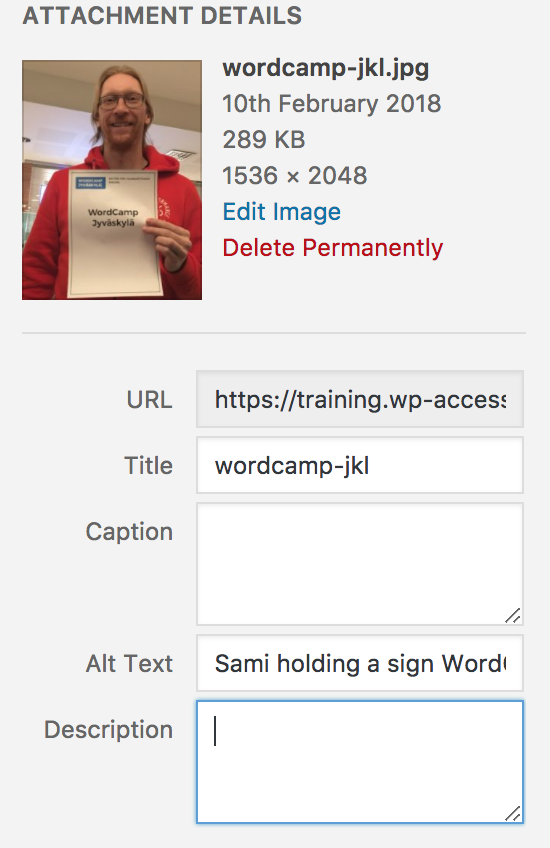 ATTACHMENT DETAILS
wordcamp-jkl.jpg
10th February 2018
289 KB
1536 × 2048
Edit Image
Delete Permanently
WordCamp
Jyväskylä
URL
https://training.wp-access
Title
wordcamp-jkl
Caption
Alt Text
Sami holding a sign Word
Description